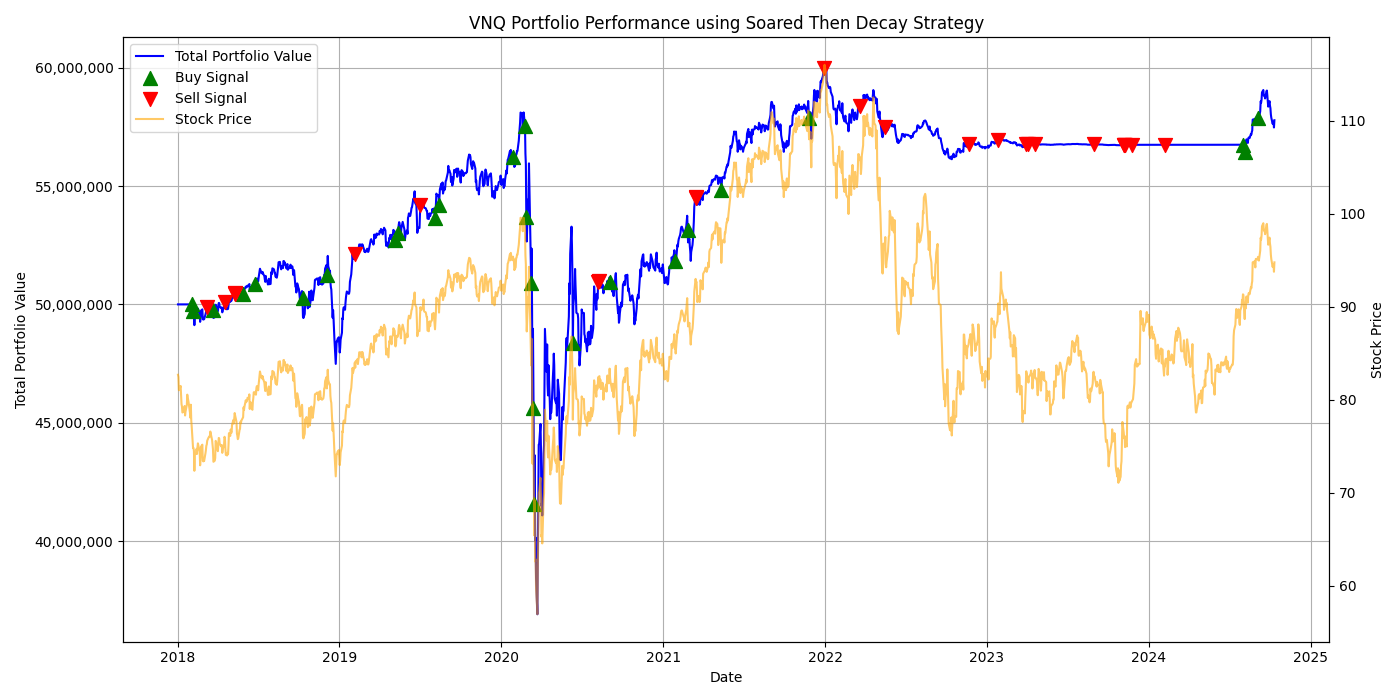 VNQ Portfolio Performance using Soared Then Decay Strategy
Total Portfolio Value
Buy Signal
Sell Signal
Stock Price
60,000,000
55,000,000
50,000,000
45,000,000
40,000,000
Total Portfolio Value
110
100
90
80
70
60
Stock Price
2018
2019
2020
2021
2022
2023
2024
2025
Date